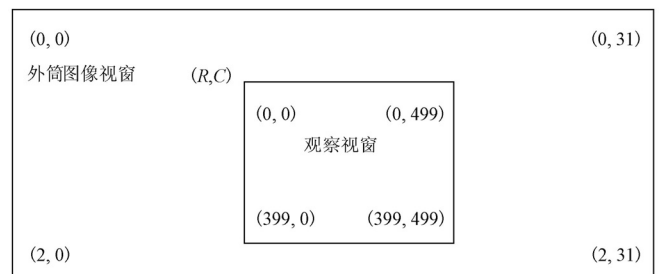 (0, 0) (0, 31)
外筒图像视窗 (R,C)
(0, 0) (0, 499)
观察视窗
(399, 0) (399, 499)
(2, 0) (2, 31)